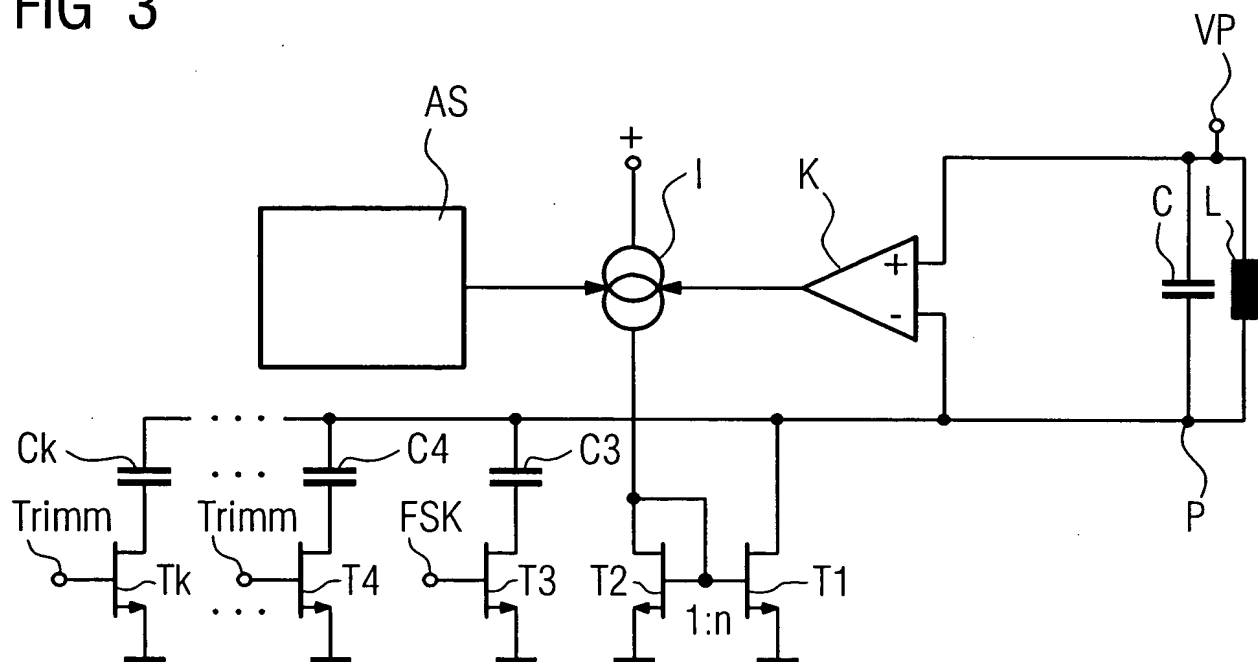 FIG 3
VP
AS
+
I
K
C L
+
-
Ck
C4
C3
Trimm
Trimm
FSK
P
Tk
T4
T3
T2
T1
1:n